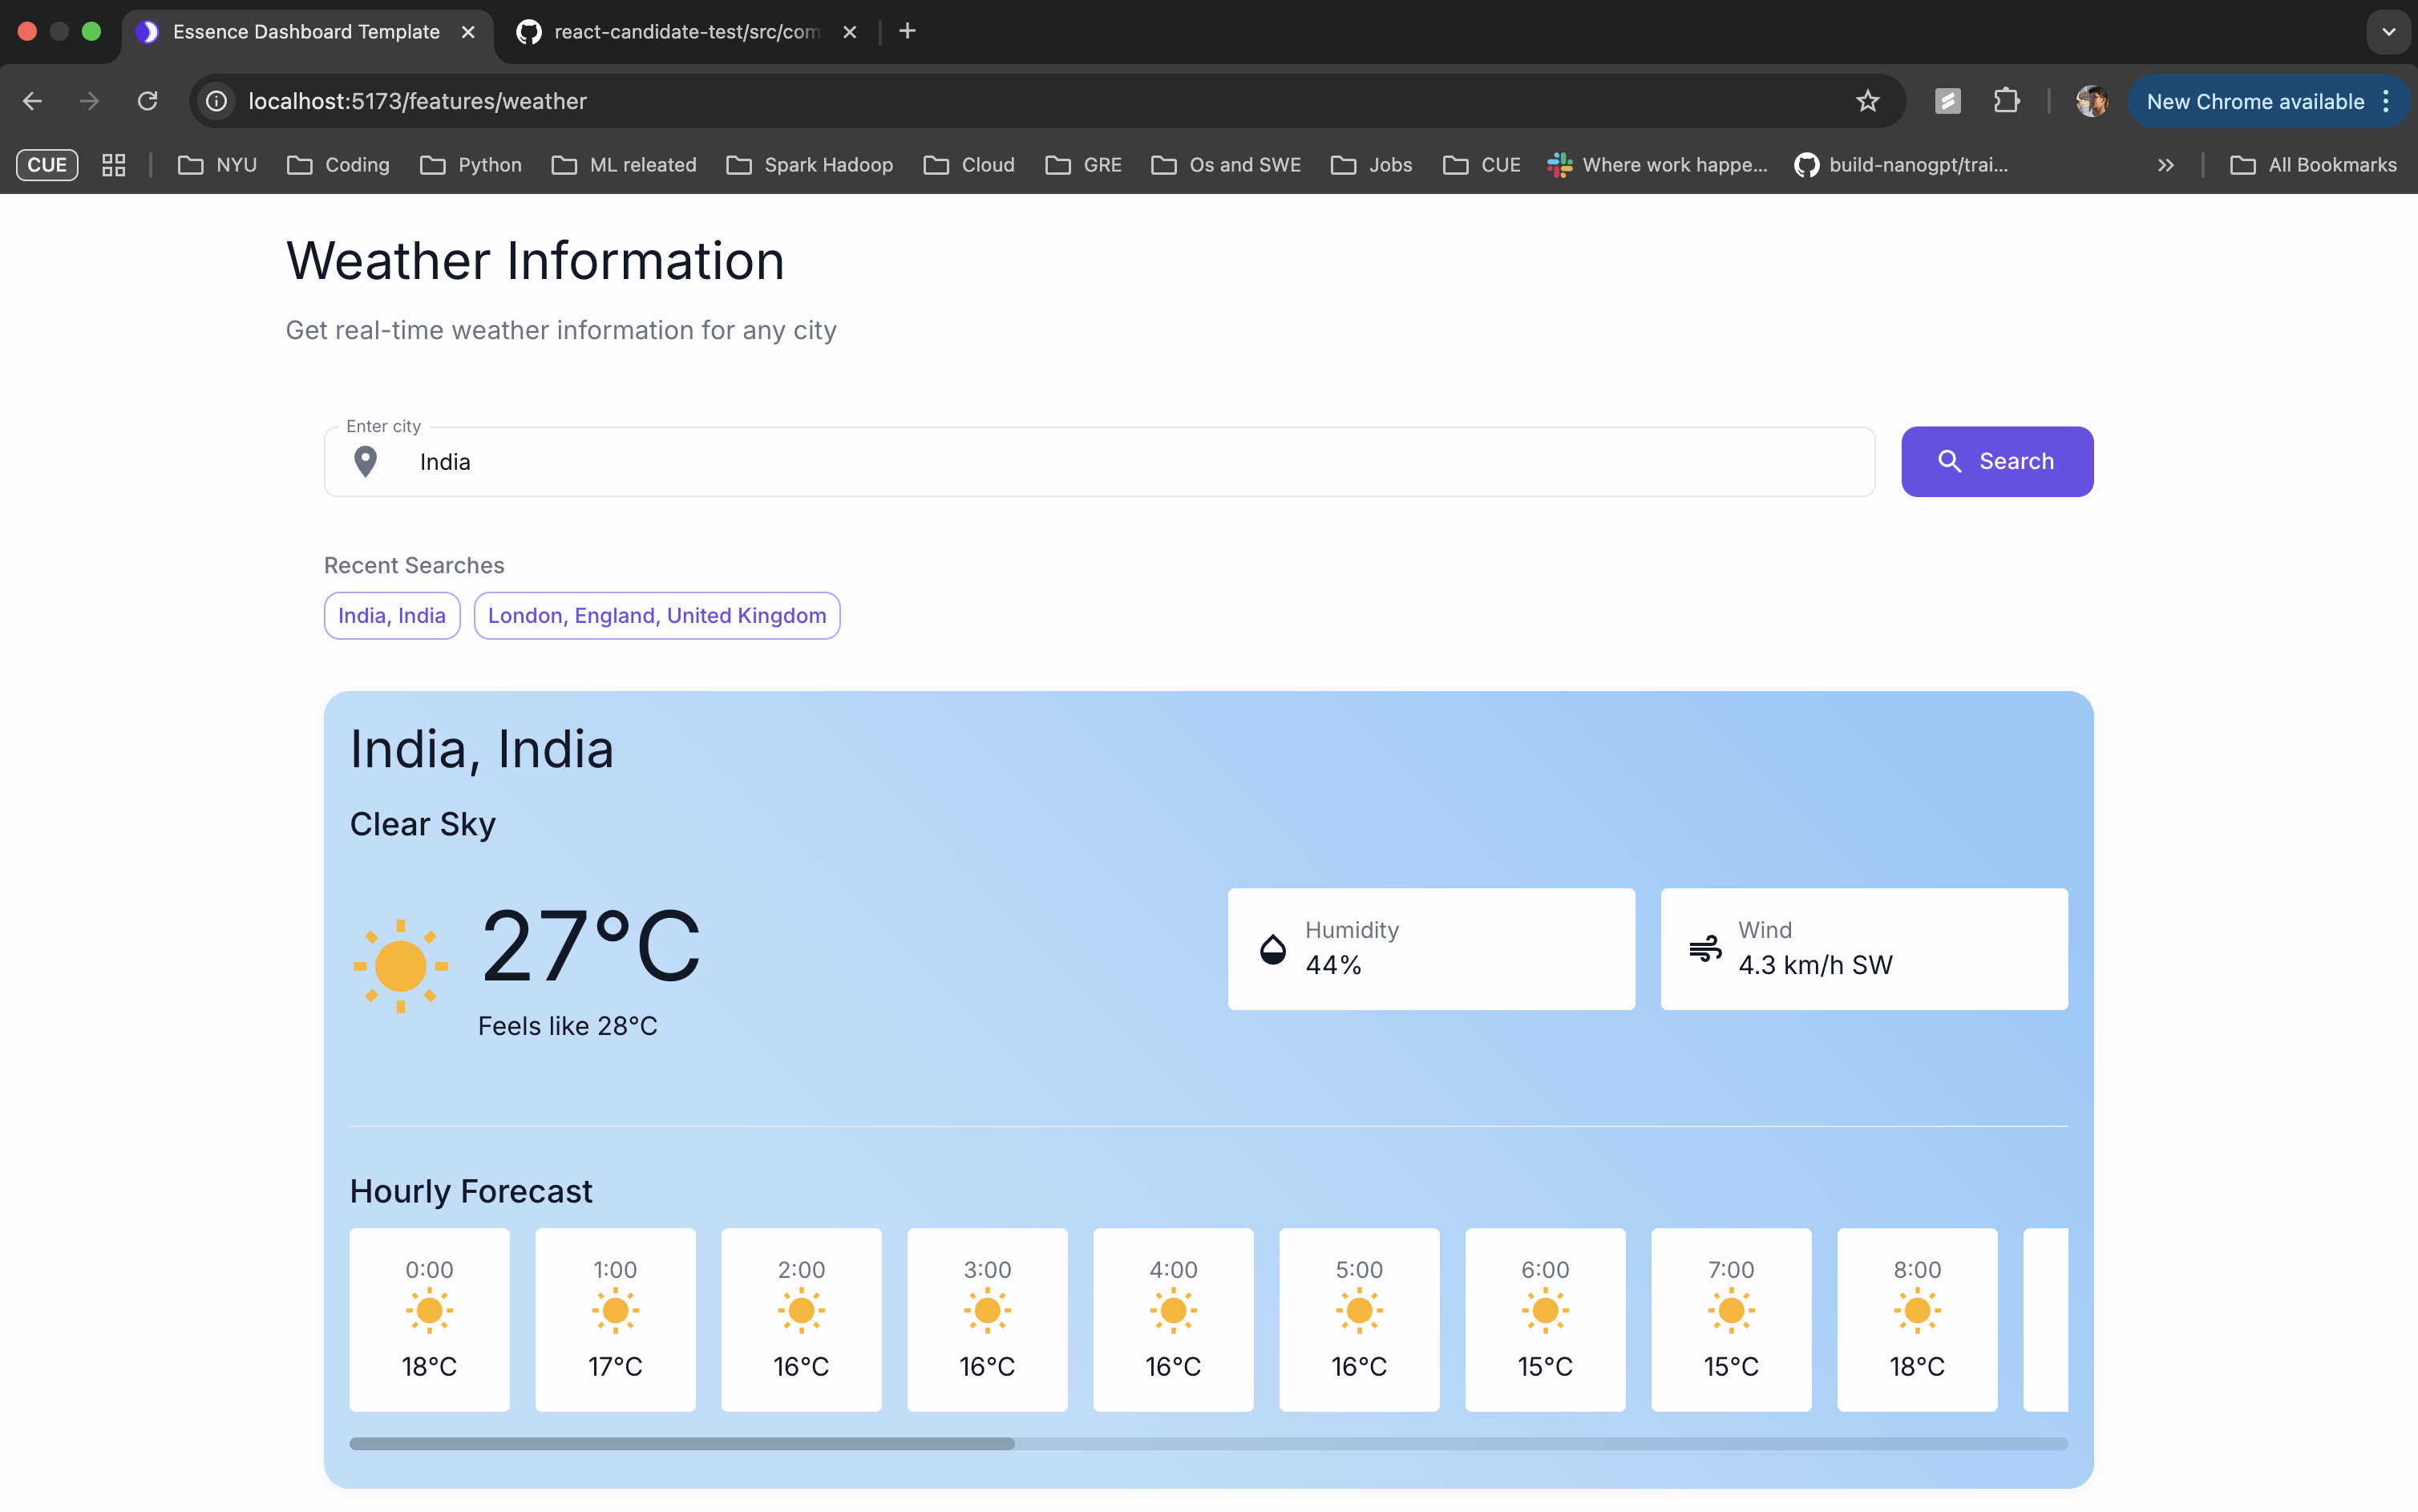 Essence Dashboard Template
react-candidate-test/src/com
localhost:5173/features/weather
New Chrome available
CUE
NYU
Coding
Python
ML releated
Spark Hadoop
Cloud
GRE
Os and SWE
Jobs
CUE
Where work happe...
build-nanogpt/trai...
All Bookmarks
Weather Information
Get real-time weather information for any city
Enter city
India
Search
Recent Searches
India, India
London, England, United Kingdom
India, India
Clear Sky
27°C
Feels like 28°C
Humidity
44%
Wind
4.3 km/h SW
Hourly Forecast
0:00
18°C
1:00
17°C
2:00
16°C
3:00
16°C
4:00
16°C
5:00
16°C
6:00
15°C
7:00
15°C
8:00
18°C